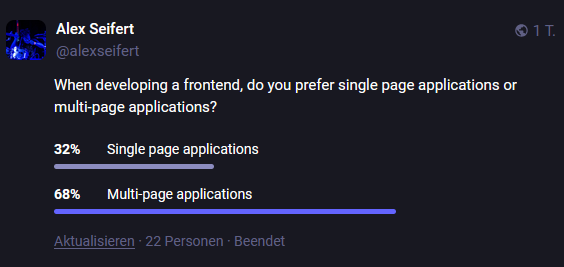 Alex Seifert
1 T.
@alexseifert
When developing a frontend, do you prefer single page applications or
multi-page applications?
32% Single page applications
68% Multi-page applications
Aktualisieren · 22 Personen · Beendet